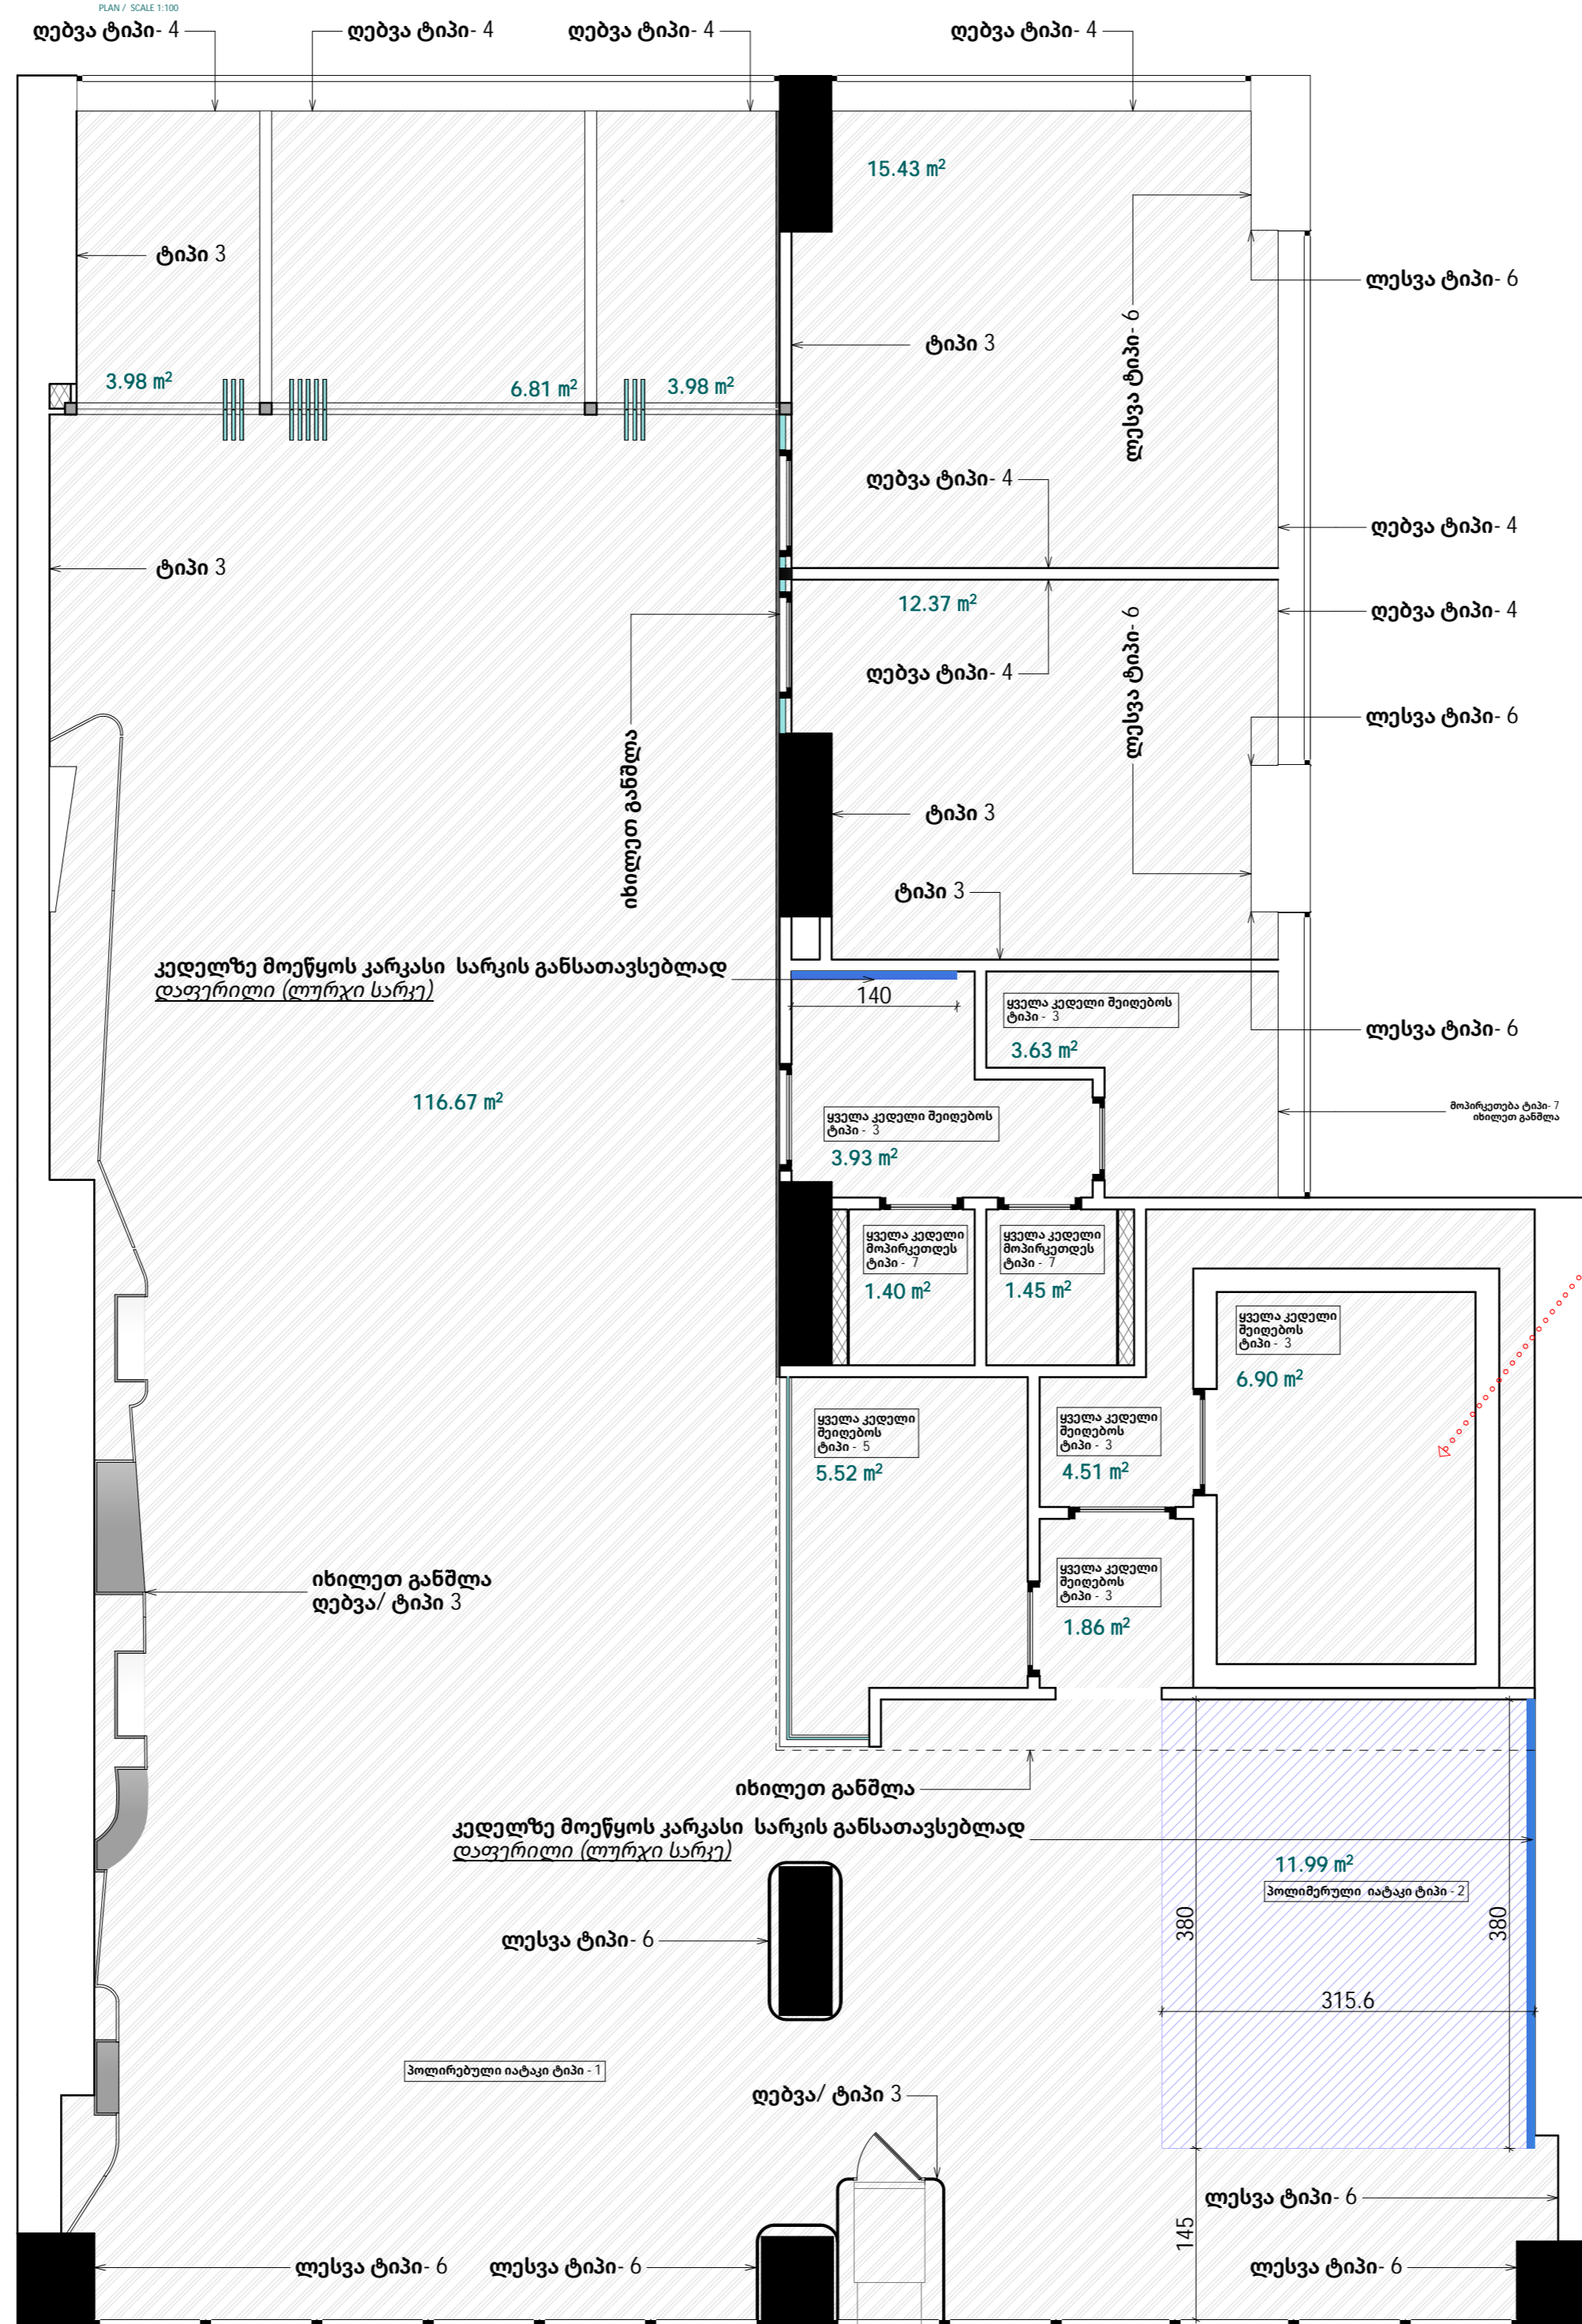 PLAN / SCALE 1:100
ღებვა ტიპი- 4
ღებვა ტიპი- 4
ღებვა ტიპი- 4
ღებვა ტიპი- 4
15.43 m²
ტიპი 3
ლესვა ტიპი- 6
ლესვა ტიპი- 6
ტიპი 3
3.98 m²
6.81 m²
3.98 m²
ღებვა ტიპი- 4
ღებვა ტიპი- 4
ტიპი 3
12.37 m²
ღებვა ტიპი- 4
ღებვა ტიპი- 4
ლესვა ტიპი- 6
ლესვა ტიპი- 6
იხილეთ განშლა
ტიპი 3
ტიპი 3
კედელზე მოეწყოს კარკასი სარკის განსათავსებლად
დაფერილი (ლურჯი სარკე)
140
ყველა კედელი შეიღებოს
ტიპი - 3
3.63 m²
ლესვა ტიპი- 6
116.67 m²
ყველა კედელი შეიღებოს
ტიპი - 3
3.93 m²
მოპირკეთება ტიპი- 7
იხილეთ განშლა
ყველა კედელი
მოპირკეთდეს
ტიპი - 7
1.40 m²
ყველა კედელი
მოპირკეთდეს
ტიპი - 7
1.45 m²
ყველა კედელი
შეიღებოს
ტიპი - 3
6.90 m²
ყველა კედელი
შეიღებოს
ტიპი - 5
5.52 m²
ყველა კედელი
შეიღებოს
ტიპი - 3
4.51 m²
იხილეთ განშლა
ღებვა/ ტიპი 3
ყველა კედელი
შეიღებოს
ტიპი - 3
1.86 m²
იხილეთ განშლა
კედელზე მოეწყოს კარკასი სარკის განსათავსებლად
დაფერილი (ლურჯი სარკე)
11.99 m²
პოლიმერული იატაკი ტიპი - 2
380
380
ლესვა ტიპი- 6
315.6
პოლირებული იატაკი ტიპი - 1
ღებვა/ ტიპი 3
ლესვა ტიპი- 6
145
ლესვა ტიპი- 6
ლესვა ტიპი- 6
ლესვა ტიპი- 6